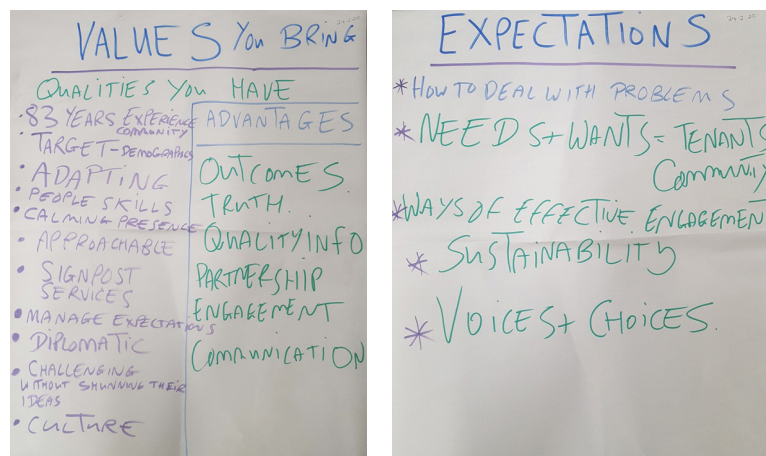 VALUES YOU BRING
QUALITIES YOU HAVE
• 83 YEARS EXPERIENCE
COMMUNITY
• TARGET - DEMOGRAPHICS
• ADAPTING
• PEOPLE SKILLS
• CALMING PRESENCE
• APPROACHABLE
• SIGNPOST
SERVICES
• MANAGE EXPECTATIONS
• DIPLOMATIC
• CHALLENGING
WITHOUT SHUNNING THEIR
IDEAS
• CULTURE
ADVANTAGES
OUTCOMES.
TRUTH.
QUALITY INFO
PARTNERSHIP
ENGAGEMENT
COMMUNICATION
EXPECTATIONS
* HOW TO DEAL WITH PROBLEMS
* NEEDS + WANTS = TENANTS
Community
* WAYS OF EFFECTIVE ENGAGEMENT
* SUSTAINABILITY
* VOICES + CHOICES.